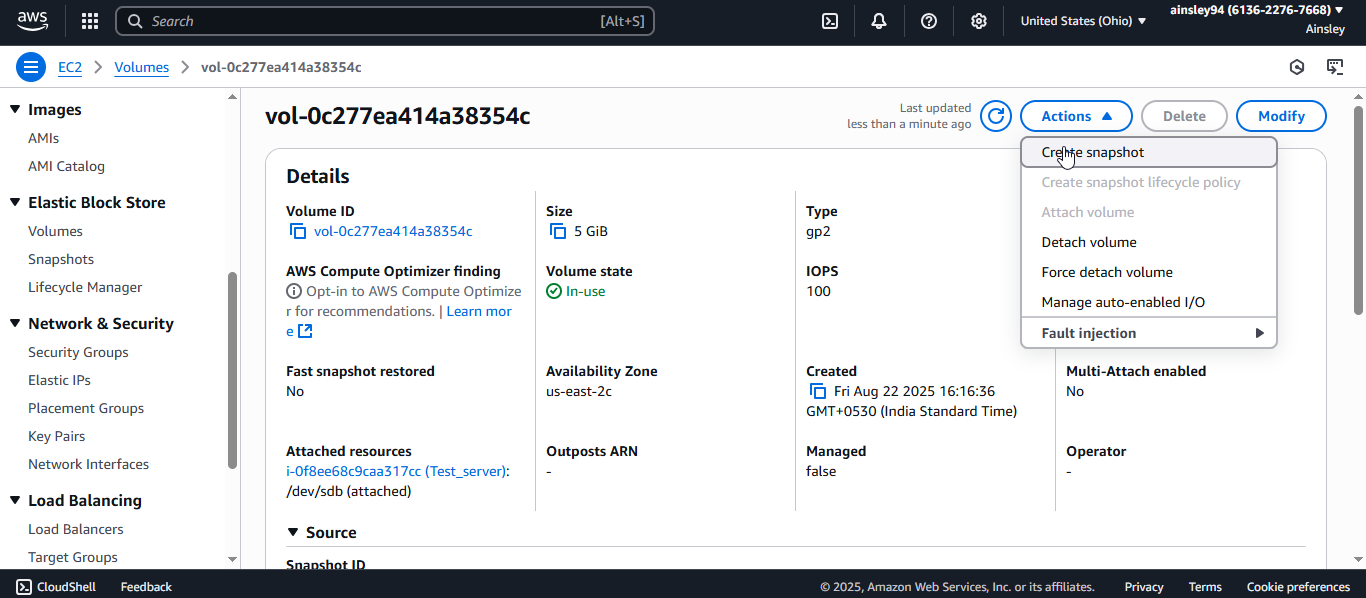 aws
Search
[Alt+S]
United States (Ohio)
ainsley94 (6136-2276-7668)
Ainsley
EC2
Volumes
vol-0c277ea414a38354c
Images
AMIs
AMI Catalog
Elastic Block Store
Volumes
Snapshots
Lifecycle Manager
Network & Security
Security Groups
Elastic IPs
Placement Groups
Key Pairs
Network Interfaces
Load Balancing
Load Balancers
Target Groups
vol-0c277ea414a38354c
Last updated
less than a minute ago
Actions
Delete
Modify
Create snapshot
Create snapshot lifecycle policy
Attach volume
Detach volume
Force detach volume
Manage auto-enabled I/O
Fault injection
Details
Volume ID
vol-0c277ea414a38354c
Size
5 GiB
Type
gp2
AWS Compute Optimizer finding
Opt-in to AWS Compute Optimize
r for recommendations. | Learn mor
e
Volume state
In-use
IOPS
100
Fast snapshot restored
No
Availability Zone
us-east-2c
Created
Fri Aug 22 2025 16:16:36
GMT+0530 (India Standard Time)
Multi-Attach enabled
No
Attached resources
i-0f8ee68c9caa317cc (Test_server):
/dev/sdb (attached)
Outposts ARN
-
Managed
false
Operator
-
Source
Snapshot ID
CloudShell
Feedback
© 2025, Amazon Web Services, Inc. or its affiliates.
Privacy
Terms
Cookie preferences